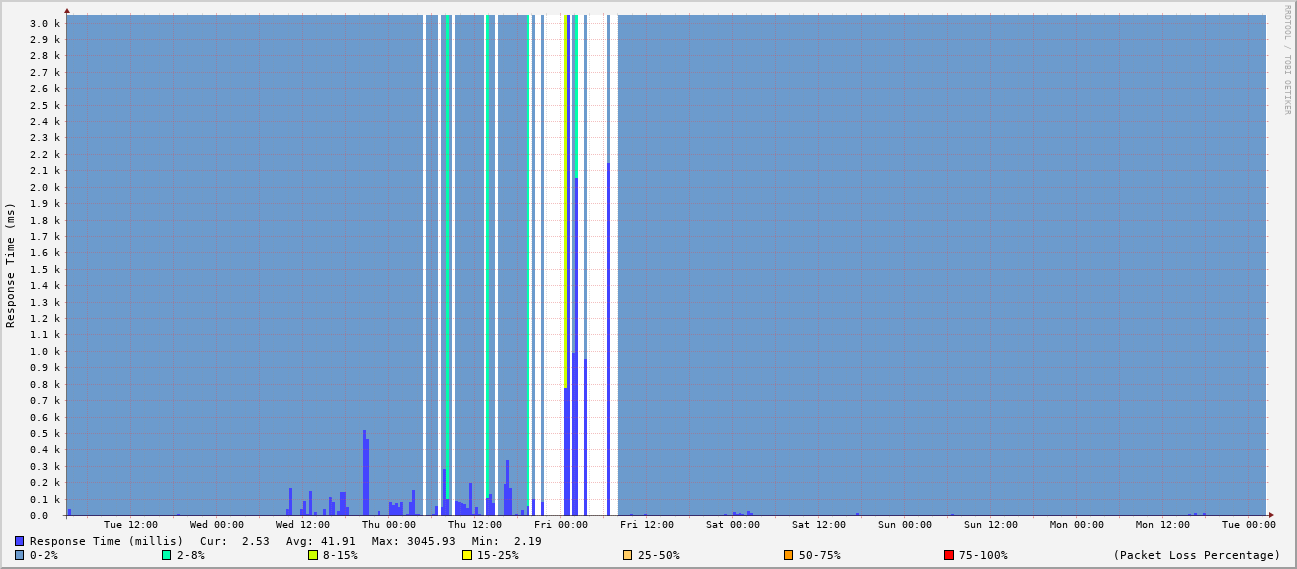 RRDTOOL / TOBI OETIKER
Response Time (ms)
3.0 k
2.9 k
2.8 k
2.7 k
2.6 k
2.5 k
2.4 k
2.3 k
2.2 k
2.1 k
2.0 k
1.9 k
1.8 k
1.7 k
1.6 k
1.5 k
1.4 k
1.3 k
1.2 k
1.1 k
1.0 k
0.9 k
0.8 k
0.7 k
0.6 k
0.5 k
0.4 k
0.3 k
0.2 k
0.1 k
0.0
Tue 12:00 Wed 00:00 Wed 12:00 Thu 00:00 Thu 12:00 Fri 00:00 Fri 12:00 Sat 00:00 Sat 12:00 Sun 00:00 Sun 12:00 Mon 00:00 Mon 12:00 Tue 00:00
Response Time (millis) Cur: 2.53 Avg: 41.91 Max: 3045.93 Min: 2.19
0-2% 2-8% 8-15% 15-25% 25-50% 50-75% 75-100% (Packet Loss Percentage)